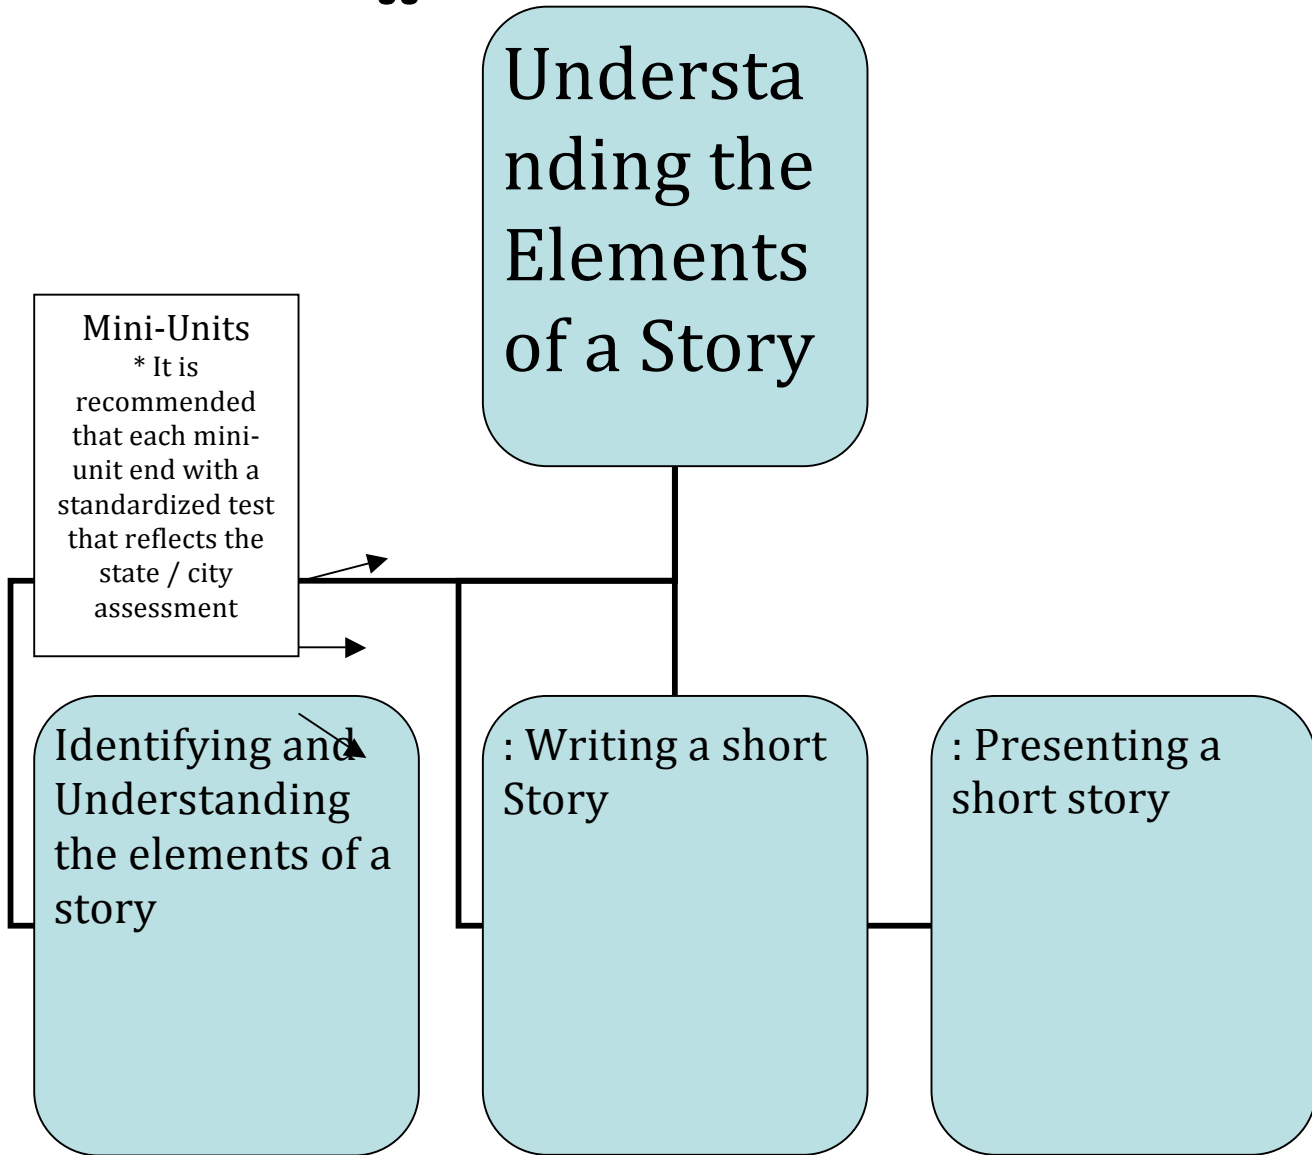 Understa
nding the
Elements
of a Story
Mini-Units
* It is
recommended
that each mini-
unit end with a
standardized test
that reflects the
state / city
assessment
Identifying and
Understanding
the elements of a
story
: Writing a short
Story
: Presenting a
short story